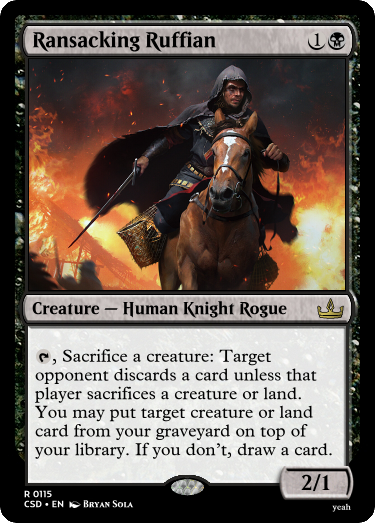 Ransacking Ruffian 1
Creature — Human Knight Rogue
, Sacrifice a creature: Target
opponent discards a card unless that
player sacrifices a creature or land.
You may put target creature or land
card from your graveyard on top of
your library. If you don't, draw a card.
2/1
R 0115
CSD • EN Bryan Sola
yeah